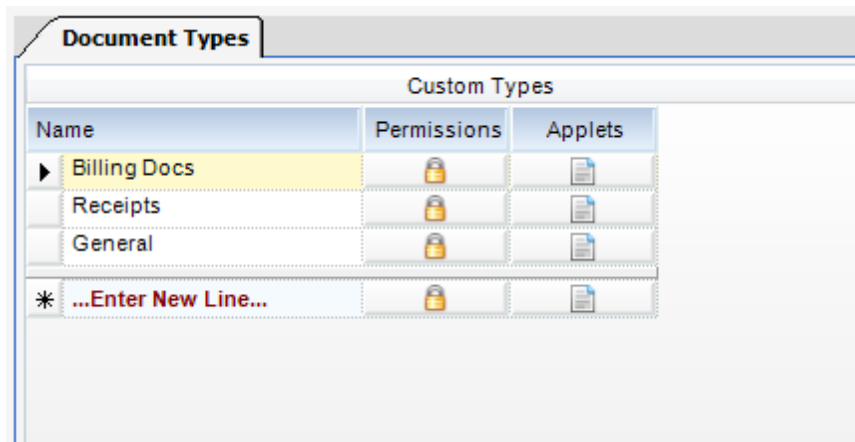 Document Types
Custom Types
Name Permissions Applets
Billing Docs
Receipts
General
...Enter New Line...